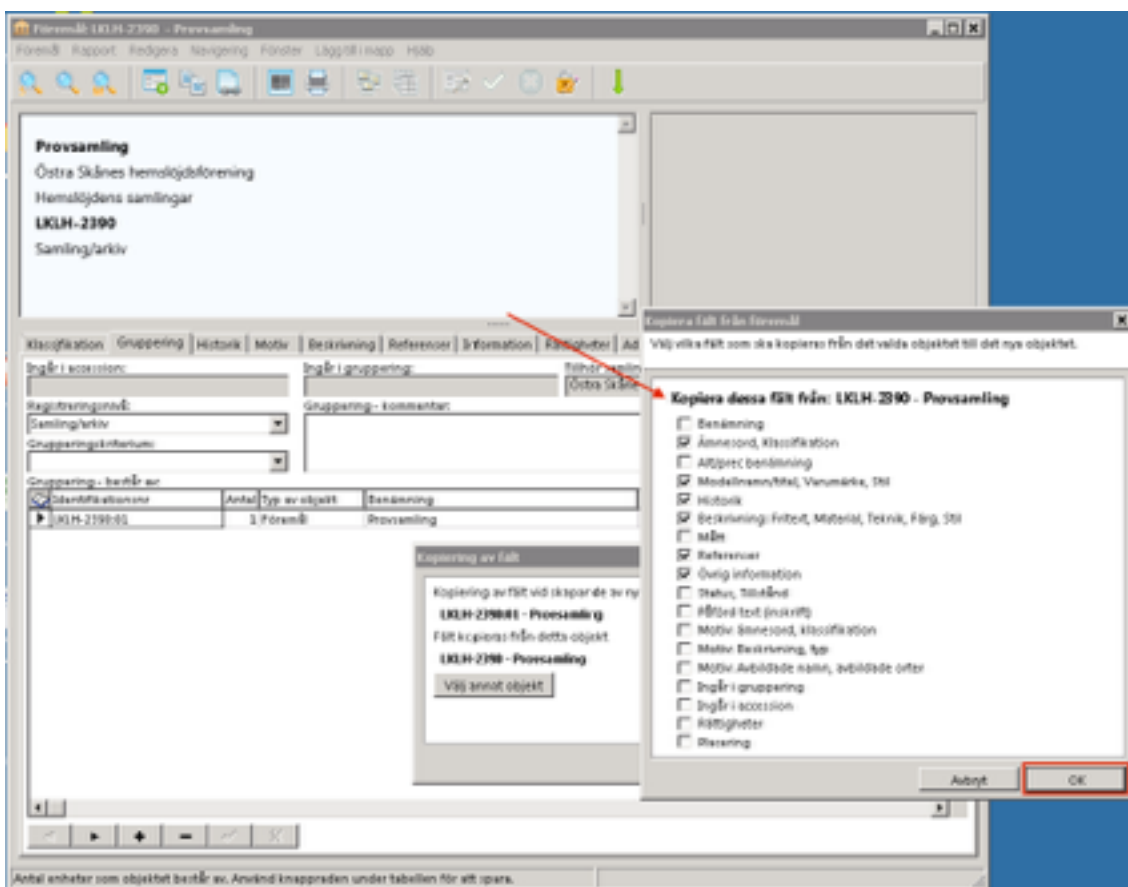 Föremål: LKLH-2390 - Provsamling
Föremål Rapport Redigera Navigering Fönster Lägg till i mapp Hjälp
Provsamling
Östra Skånes hemslöjdsförening
Hemslöjdens samlingar
LKLH-2390
Samling/arkiv
Klassifikation Gruppering Historik Motiv Beskrivning Referenser Information Rättigheter Ad
Ingår i accession: Ingår i gruppering: Tillhör samling
Östra Skåne
Registreringsnivå: Gruppering - kommentar:
Samling/arkiv
Grupperingskriterium:
Gruppering - består av:
Identifikationsnr Antal Typ av objekt Benämning
LKLH-2390:01 1 Föremål Provsamling
Kopiering av fält
Kopiering av fält vid skapande av ny
LKLH-2390:01 - Provsamling
Fält kopieras från detta objekt
LKLH-2390 - Provsamling
Välj annat objekt
Kopiera fält från föremål
Välj vilka fält som ska kopieras från det valda objektet till det nya objektet.
Kopiera dessa fält från: LKLH-2390 - Provsamling
Benämning
Ämnesord, Klassifikation
Alt/prec benämning
Modellnamn/titel, Varumärke, Stil
Historik
Beskrivning: Fritext, Material, Teknik, Färg, Stil
Mått
Referenser
Övrig information
Status, Tillstånd
Påförd text (inskrift)
Motiv: ämnesord, klassifikation
Motiv: Beskrivning, typ
Motiv: Avbildade namn, avbildade orter
Ingår i gruppering
Ingår i accession
Rättigheter
Placering
Avbryt OK
Antal enheter som objektet består av. Använd knappraden under tabellen för att spara.